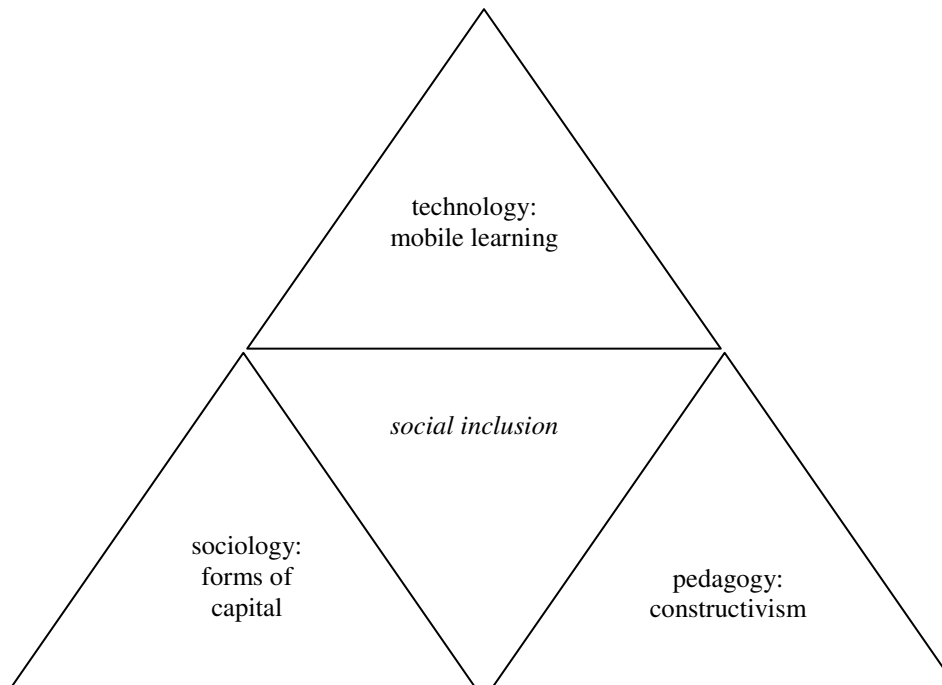 technology:
mobile learning
social inclusion
sociology:
forms of
capital
pedagogy:
constructivism